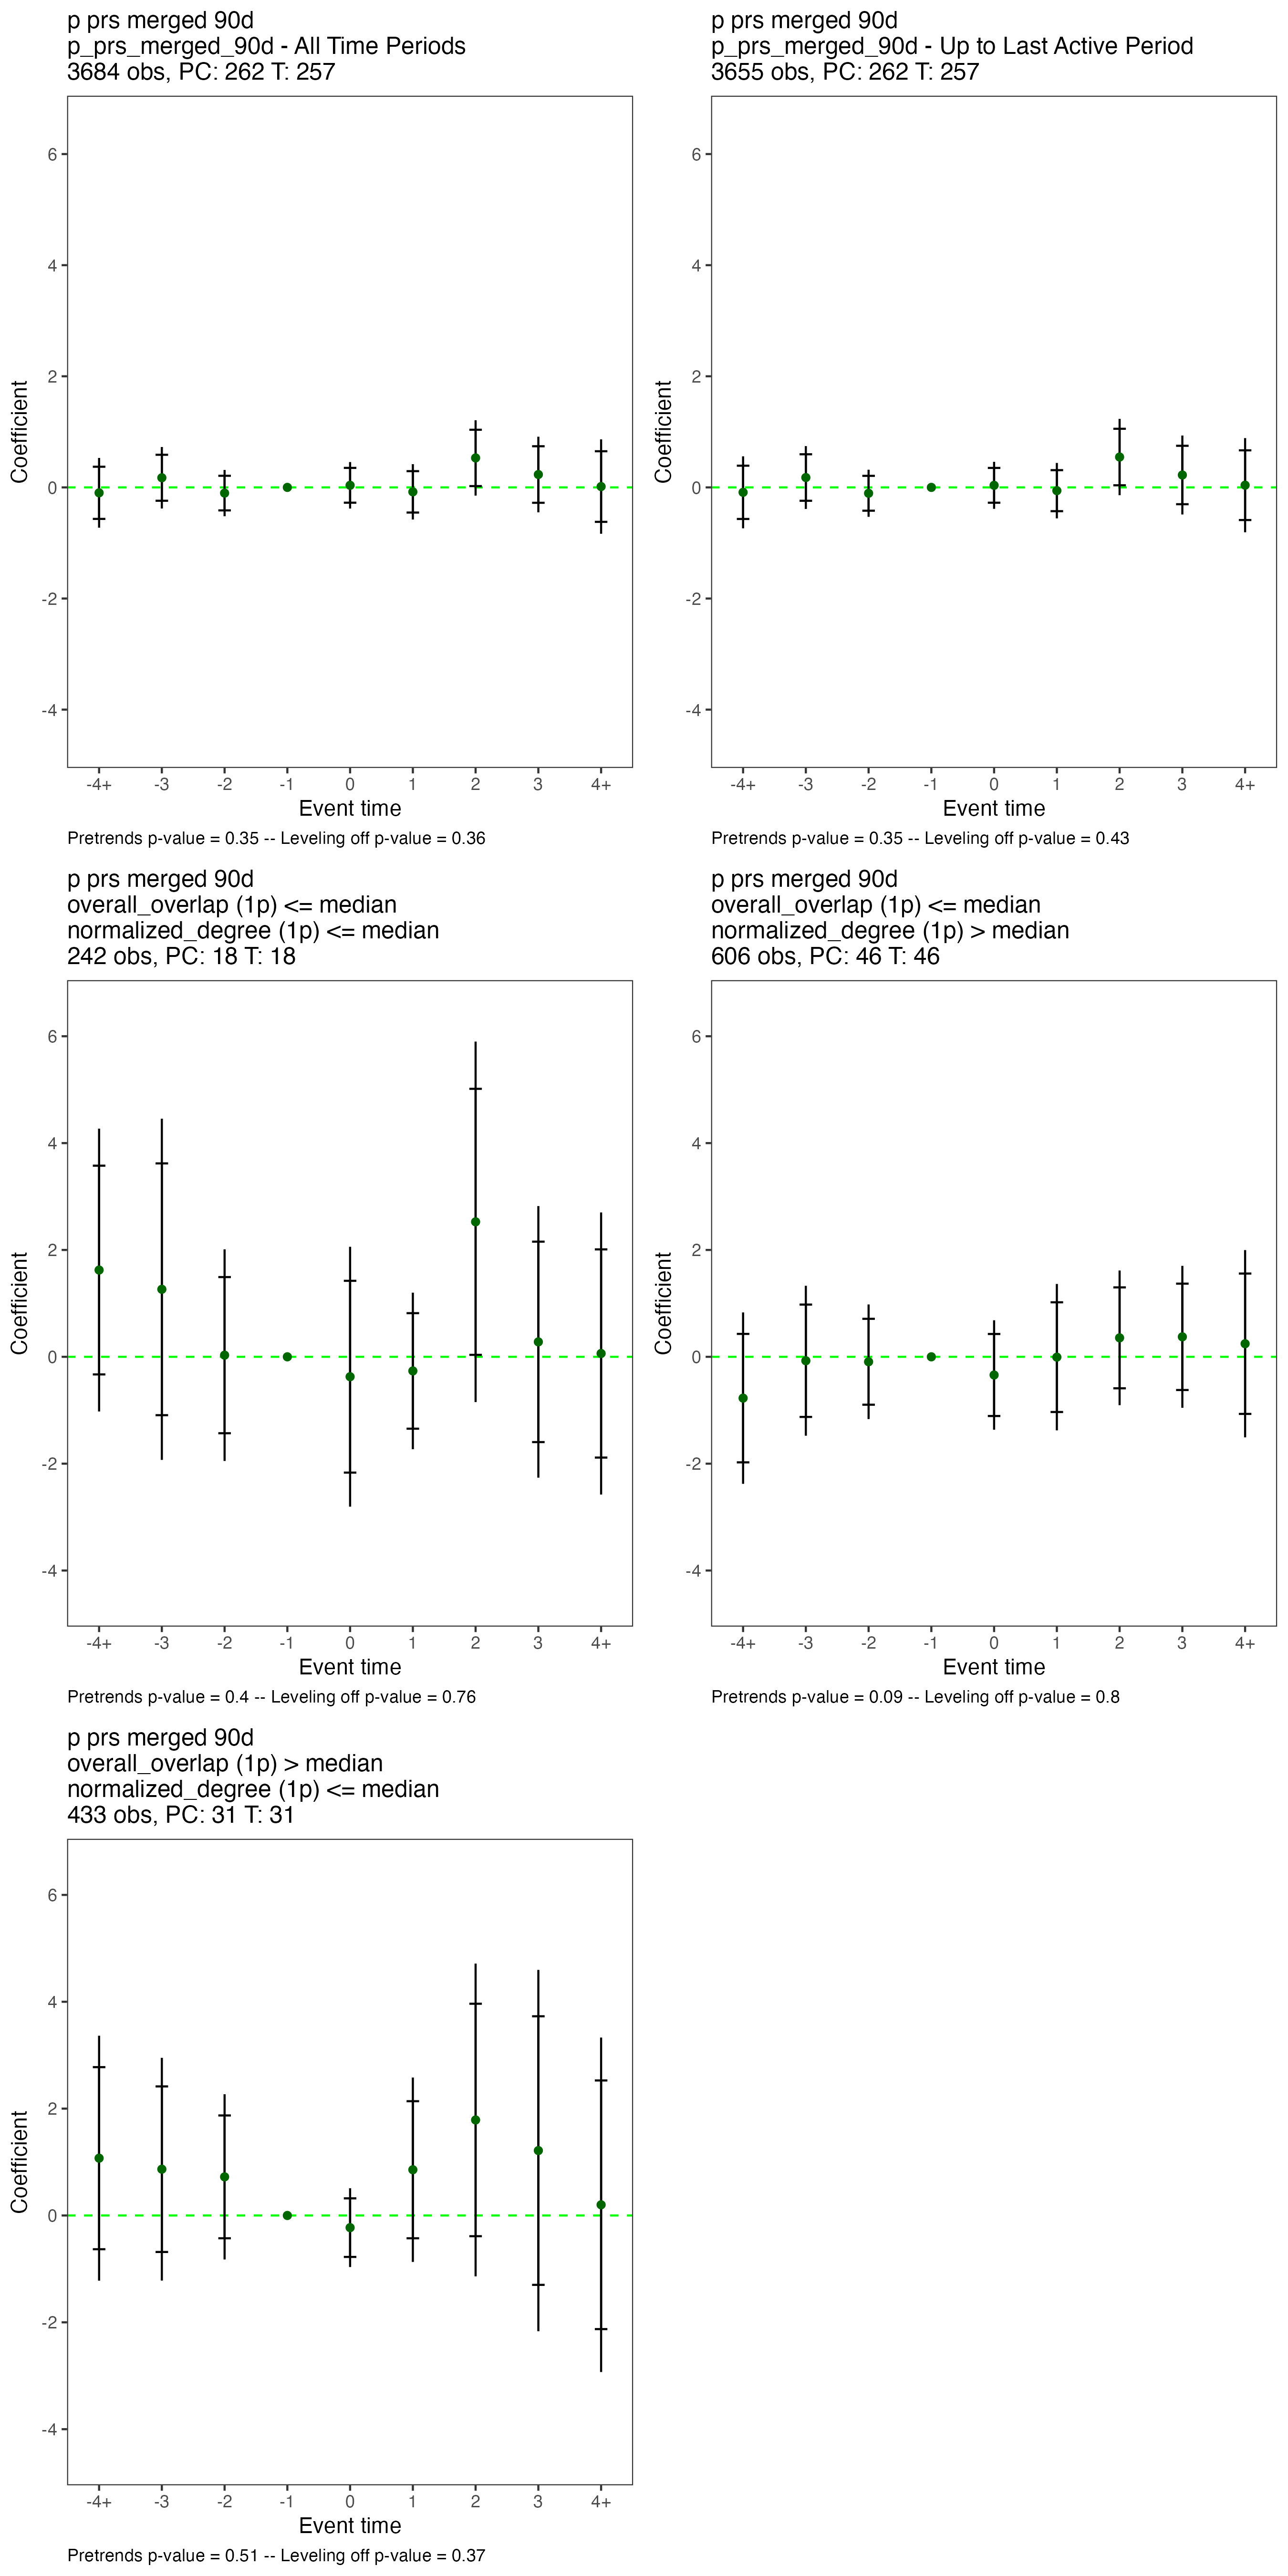 p prs merged 90d
p_prs_merged_90d - All Time Periods
3684 obs, PC: 262 T: 257
6
4
2
0
-2
-4
Coefficient
-4+ -3 -2 -1 0 1 2 3 4+
Event time
Pretrends p-value = 0.35 -- Leveling off p-value = 0.36
p prs merged 90d
p_prs_merged_90d - Up to Last Active Period
3655 obs, PC: 262 T: 257
6
4
2
0
-2
-4
Coefficient
-4+ -3 -2 -1 0 1 2 3 4+
Event time
Pretrends p-value = 0.35 -- Leveling off p-value = 0.43
p prs merged 90d
overall_overlap (1p) <= median
normalized_degree (1p) <= median
242 obs, PC: 18 T: 18
6
4
2
0
-2
-4
Coefficient
-4+ -3 -2 -1 0 1 2 3 4+
Event time
Pretrends p-value = 0.4 -- Leveling off p-value = 0.76
p prs merged 90d
overall_overlap (1p) <= median
normalized_degree (1p) > median
606 obs, PC: 46 T: 46
6
4
2
0
-2
-4
Coefficient
-4+ -3 -2 -1 0 1 2 3 4+
Event time
Pretrends p-value = 0.09 -- Leveling off p-value = 0.8
p prs merged 90d
overall_overlap (1p) > median
normalized_degree (1p) <= median
433 obs, PC: 31 T: 31
6
4
2
0
-2
-4
Coefficient
-4+ -3 -2 -1 0 1 2 3 4+
Event time
Pretrends p-value = 0.51 -- Leveling off p-value = 0.37